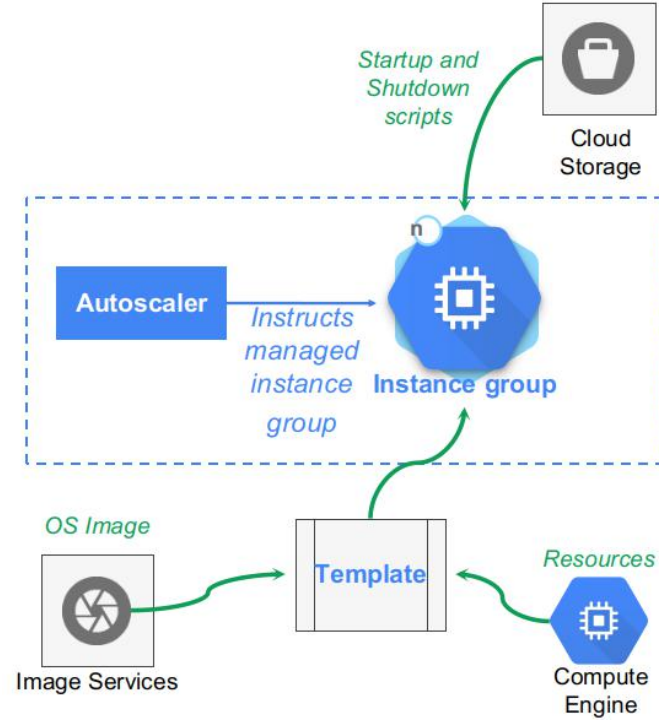 Startup and
Shutdown
scripts
Cloud
Storage
n
Autoscaler
Instructs
managed
instance
group
Instance group
OS Image
Template
Resources
Image Services
Compute
Engine